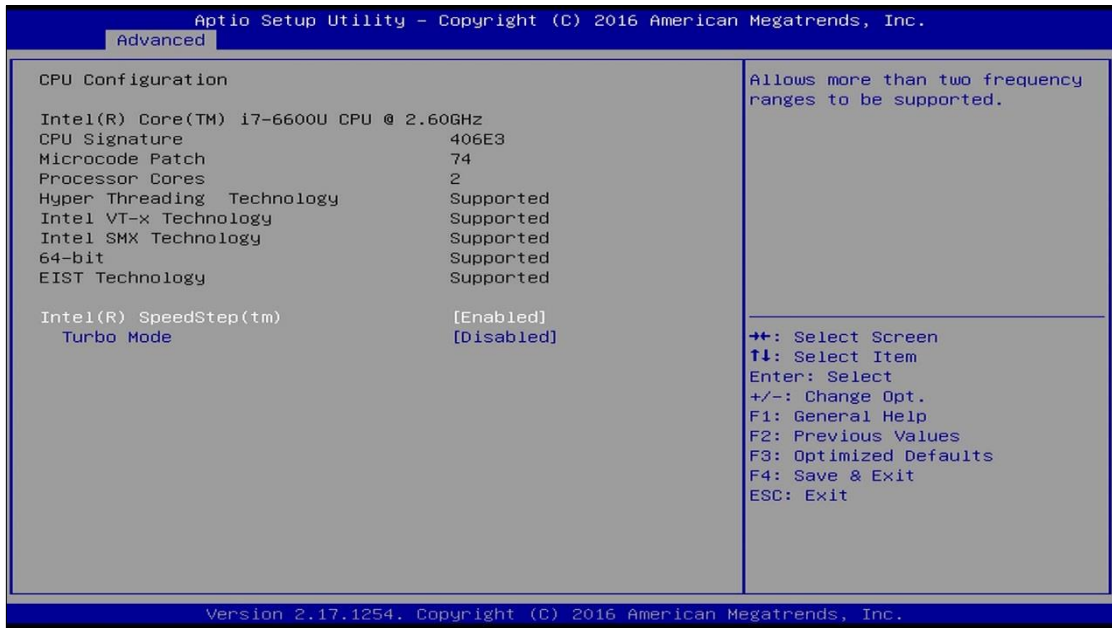 Aptio Setup Utility – Copyright (C) 2016 American Megatrends, Inc.
Advanced
CPU Configuration
Intel(R) Core(TM) i7-6600U CPU @ 2.60GHz
CPU Signature 406E3
Microcode Patch 74
Processor Cores 2
Hyper Threading Technology Supported
Intel VT-x Technology Supported
Intel SMX Technology Supported
64-bit Supported
EIST Technology Supported
Intel(R) SpeedStep(tm) [Enabled]
Turbo Mode [Disabled]
Allows more than two frequency
ranges to be supported.
→←: Select Screen
↑↓: Select Item
Enter: Select
+/-: Change Opt.
F1: General Help
F2: Previous Values
F3: Optimized Defaults
F4: Save & Exit
ESC: Exit
Version 2.17.1254. Copyright (C) 2016 American Megatrends, Inc.